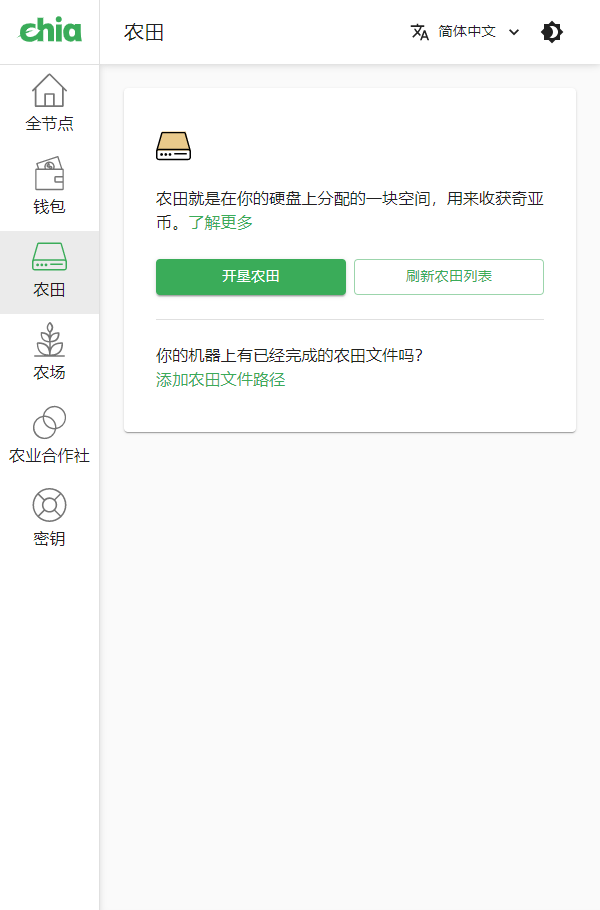 chia
农田
简体中文
全节点
钱包
农田
农场
农业合作社
密钥
农田就是在你的硬盘上分配的一块空间，用来收获奇亚
币。了解更多
开垦农田
刷新农田列表
你的机器上有已经完成的农田文件吗？
添加农田文件路径